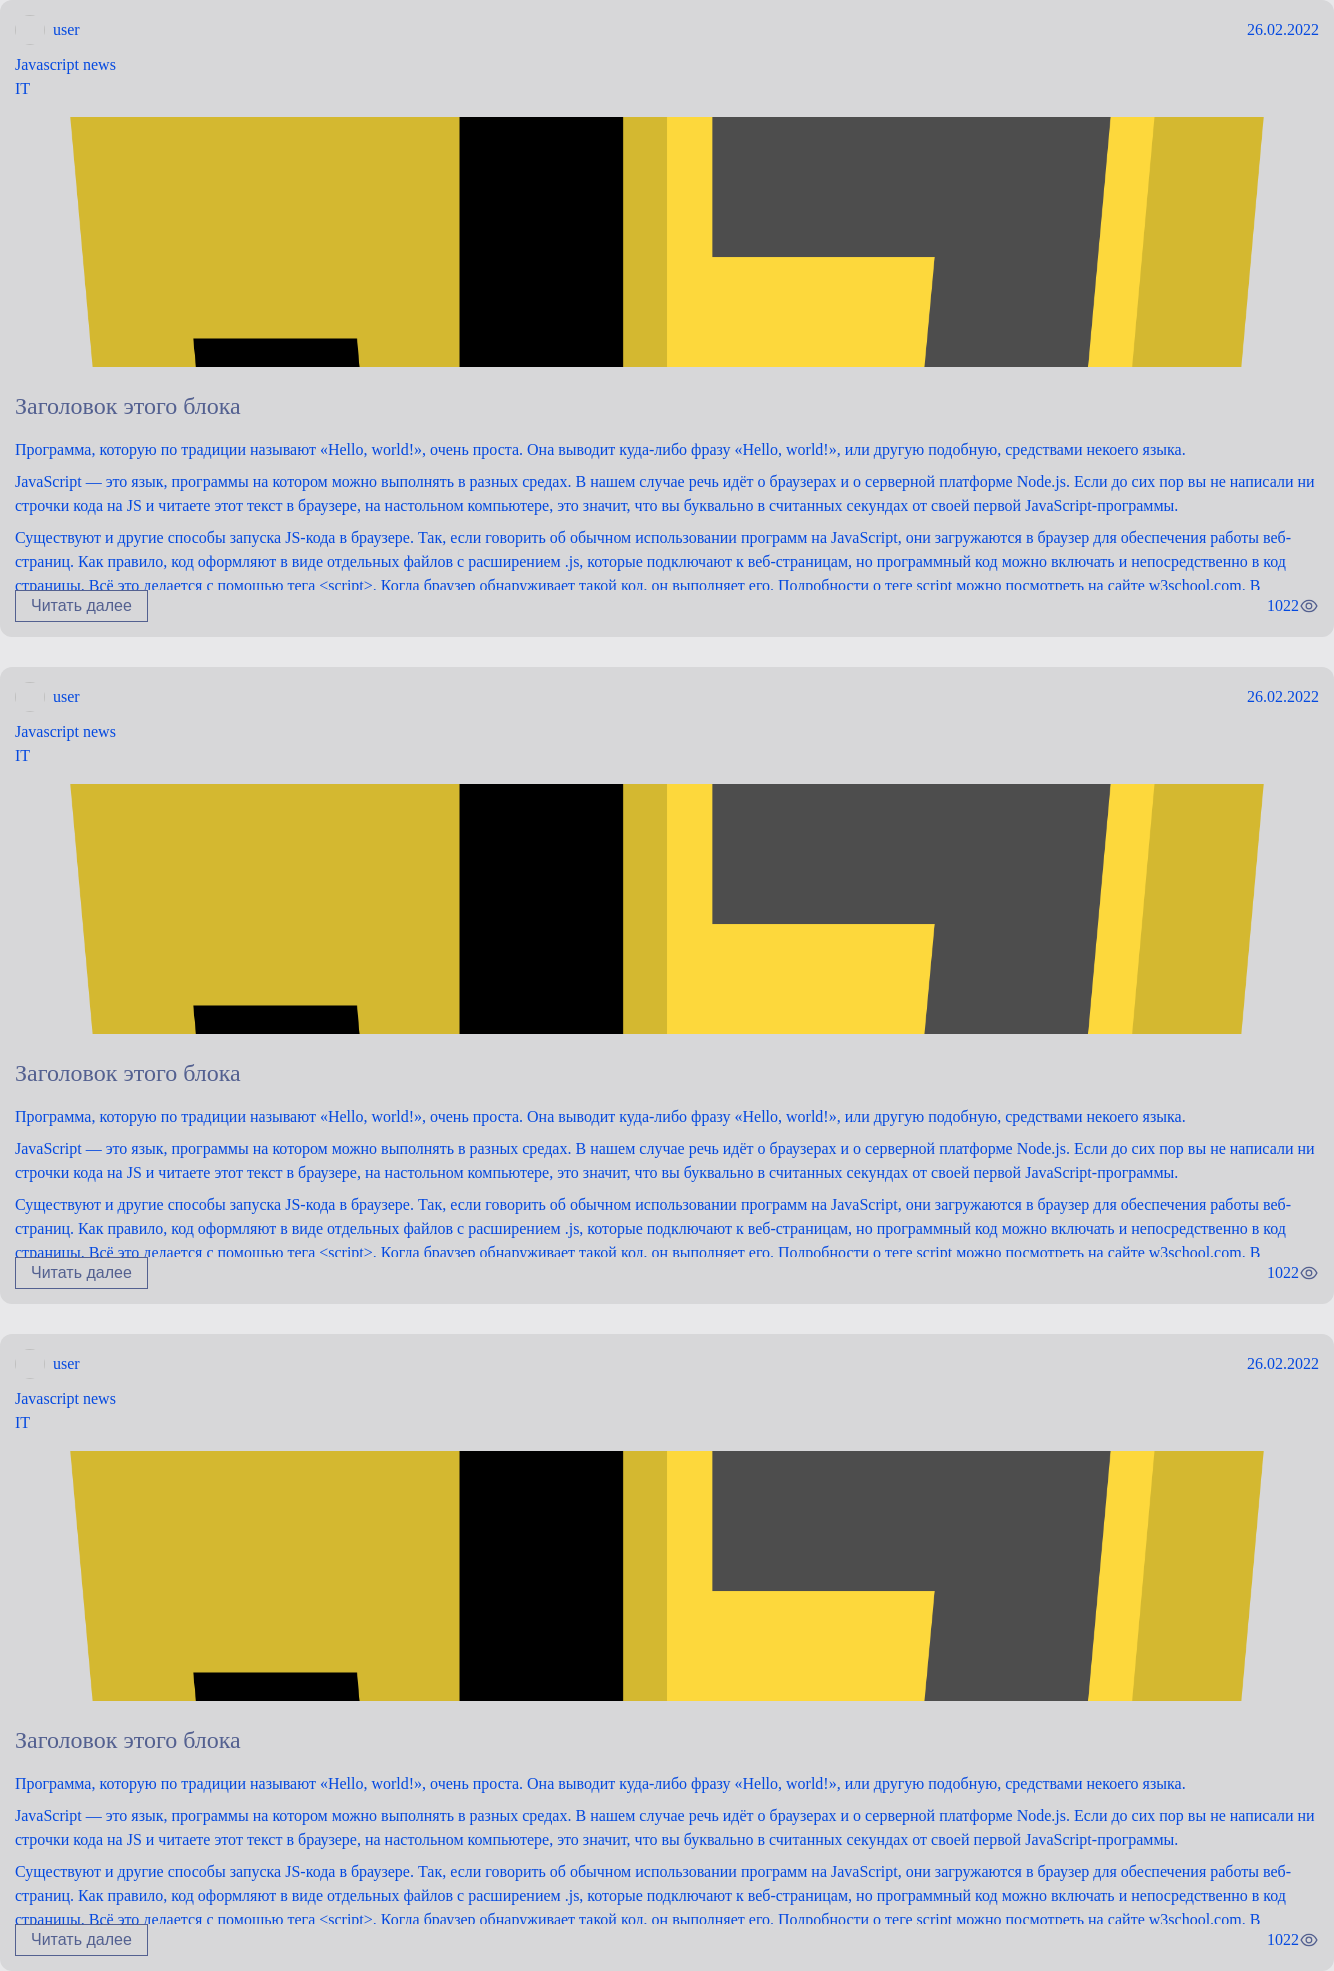 user 26.02.2022
Javascript news
IT
Заголовок этого блока
Программа, которую по традиции называют «Hello, world!», очень проста. Она выводит куда-либо фразу «Hello, world!», или другую подобную, средствами некоего языка.
JavaScript — это язык, программы на котором можно выполнять в разных средах. В нашем случае речь идёт о браузерах и о серверной платформе Node.js. Если до сих пор вы не написали ни
строчки кода на JS и читаете этот текст в браузере, на настольном компьютере, это значит, что вы буквально в считанных секундах от своей первой JavaScript-программы.
Существуют и другие способы запуска JS-кода в браузере. Так, если говорить об обычном использовании программ на JavaScript, они загружаются в браузер для обеспечения работы веб-
страниц. Как правило, код оформляют в виде отдельных файлов с расширением .js, которые подключают к веб-страницам, но программный код можно включать и непосредственно в код
страницы. Всё это делается с помощью тега <script>. Когда браузер обнаруживает такой код, он выполняет его. Подробности о теге script можно посмотреть на сайте w3school.com. В
Читать далее 1022
user 26.02.2022
Javascript news
IT
Заголовок этого блока
Программа, которую по традиции называют «Hello, world!», очень проста. Она выводит куда-либо фразу «Hello, world!», или другую подобную, средствами некоего языка.
JavaScript — это язык, программы на котором можно выполнять в разных средах. В нашем случае речь идёт о браузерах и о серверной платформе Node.js. Если до сих пор вы не написали ни
строчки кода на JS и читаете этот текст в браузере, на настольном компьютере, это значит, что вы буквально в считанных секундах от своей первой JavaScript-программы.
Существуют и другие способы запуска JS-кода в браузере. Так, если говорить об обычном использовании программ на JavaScript, они загружаются в браузер для обеспечения работы веб-
страниц. Как правило, код оформляют в виде отдельных файлов с расширением .js, которые подключают к веб-страницам, но программный код можно включать и непосредственно в код
страницы. Всё это делается с помощью тега <script>. Когда браузер обнаруживает такой код, он выполняет его. Подробности о теге script можно посмотреть на сайте w3school.com. В
Читать далее 1022
user 26.02.2022
Javascript news
IT
Заголовок этого блока
Программа, которую по традиции называют «Hello, world!», очень проста. Она выводит куда-либо фразу «Hello, world!», или другую подобную, средствами некоего языка.
JavaScript — это язык, программы на котором можно выполнять в разных средах. В нашем случае речь идёт о браузерах и о серверной платформе Node.js. Если до сих пор вы не написали ни
строчки кода на JS и читаете этот текст в браузере, на настольном компьютере, это значит, что вы буквально в считанных секундах от своей первой JavaScript-программы.
Существуют и другие способы запуска JS-кода в браузере. Так, если говорить об обычном использовании программ на JavaScript, они загружаются в браузер для обеспечения работы веб-
страниц. Как правило, код оформляют в виде отдельных файлов с расширением .js, которые подключают к веб-страницам, но программный код можно включать и непосредственно в код
страницы. Всё это делается с помощью тега <script>. Когда браузер обнаруживает такой код, он выполняет его. Подробности о теге script можно посмотреть на сайте w3school.com. В
Читать далее 1022